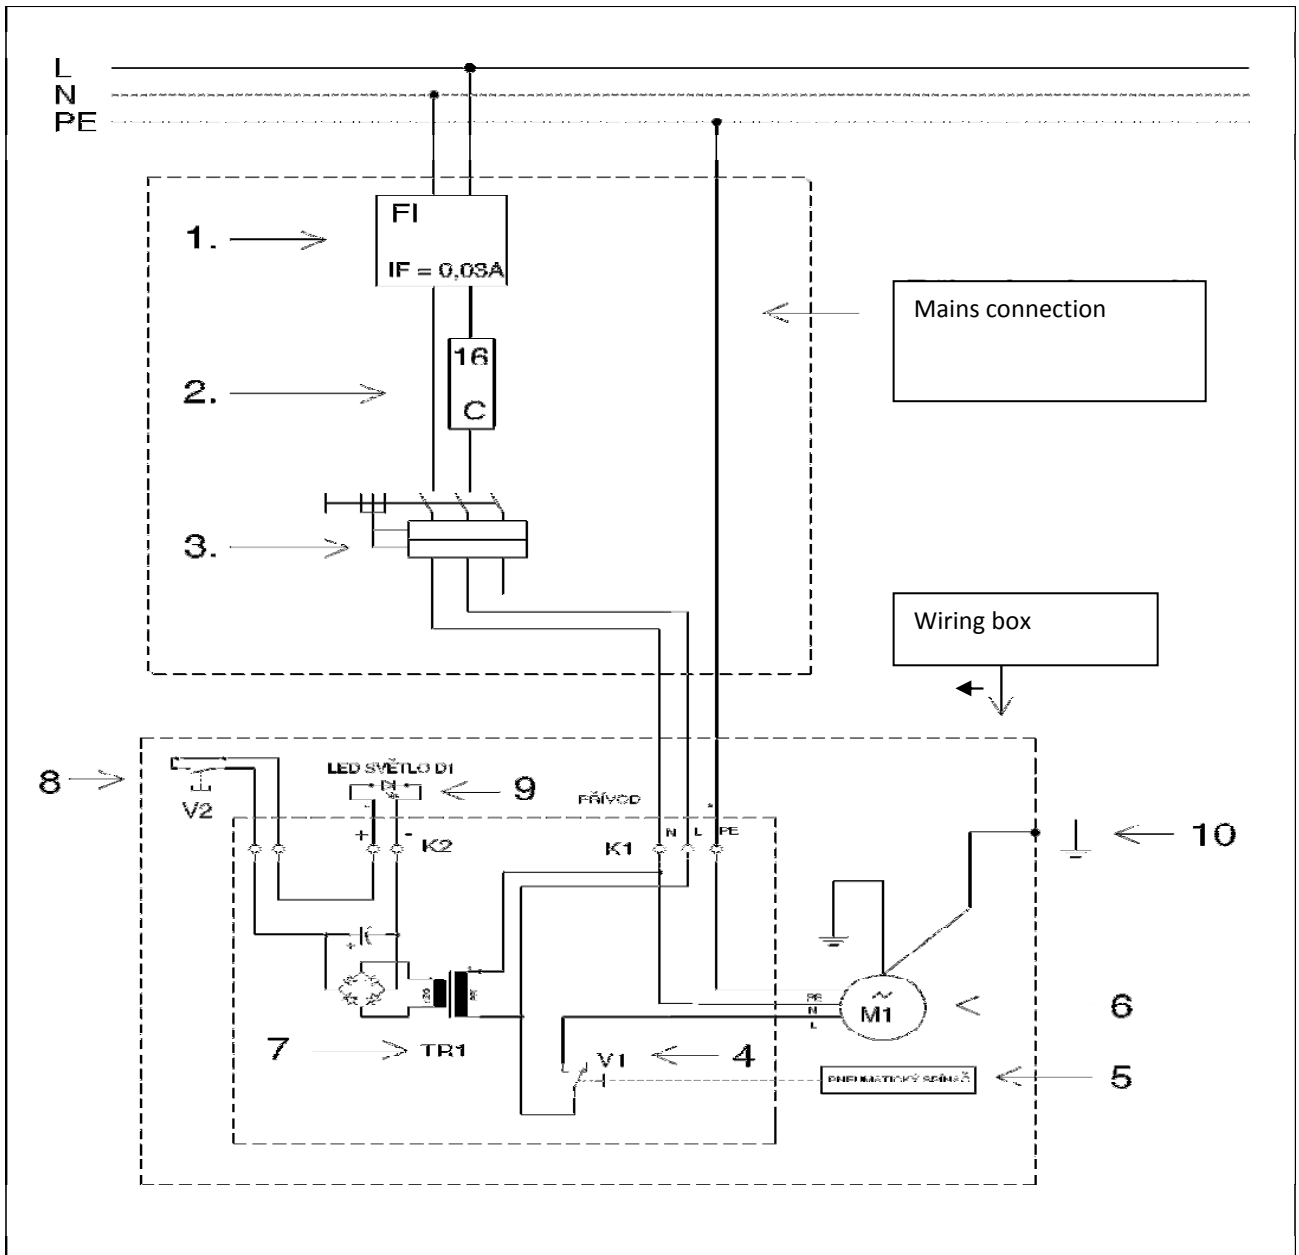 L
N
PE
FI
1.
IF = 0,03A
Mains connection
16
2.
C
3.
Wiring box
8
LED SVĚTLO D1
9
V2
PŘÍVOD
+
-
K2
K1
N
L
PE
10
+
M1
N
L
6
7
TR1
V1
4
5
PNEUMATICKÝ SPÍNAČ